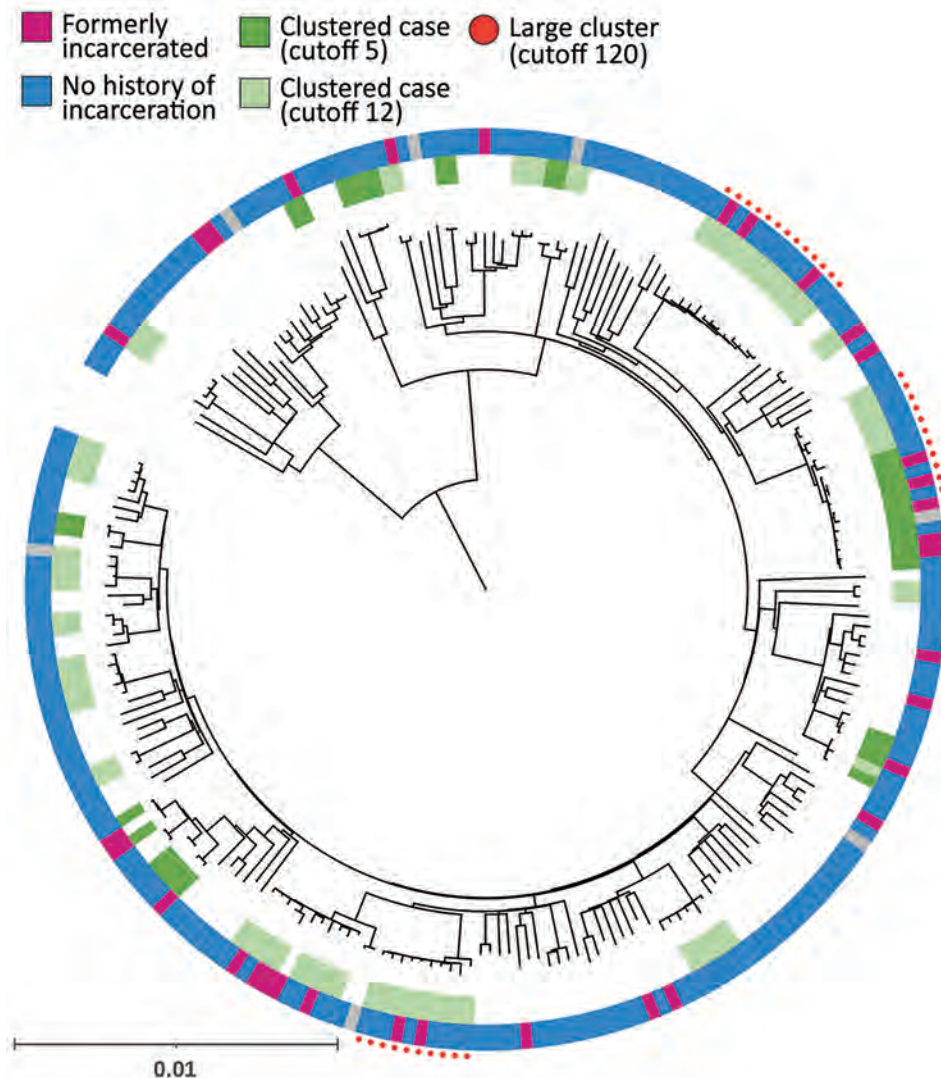 Formerly
incarcerated
No history of
incarceration
Clustered case
(cutoff 5)
Clustered case
(cutoff 12)
Large cluster
(cutoff 120)
0.01